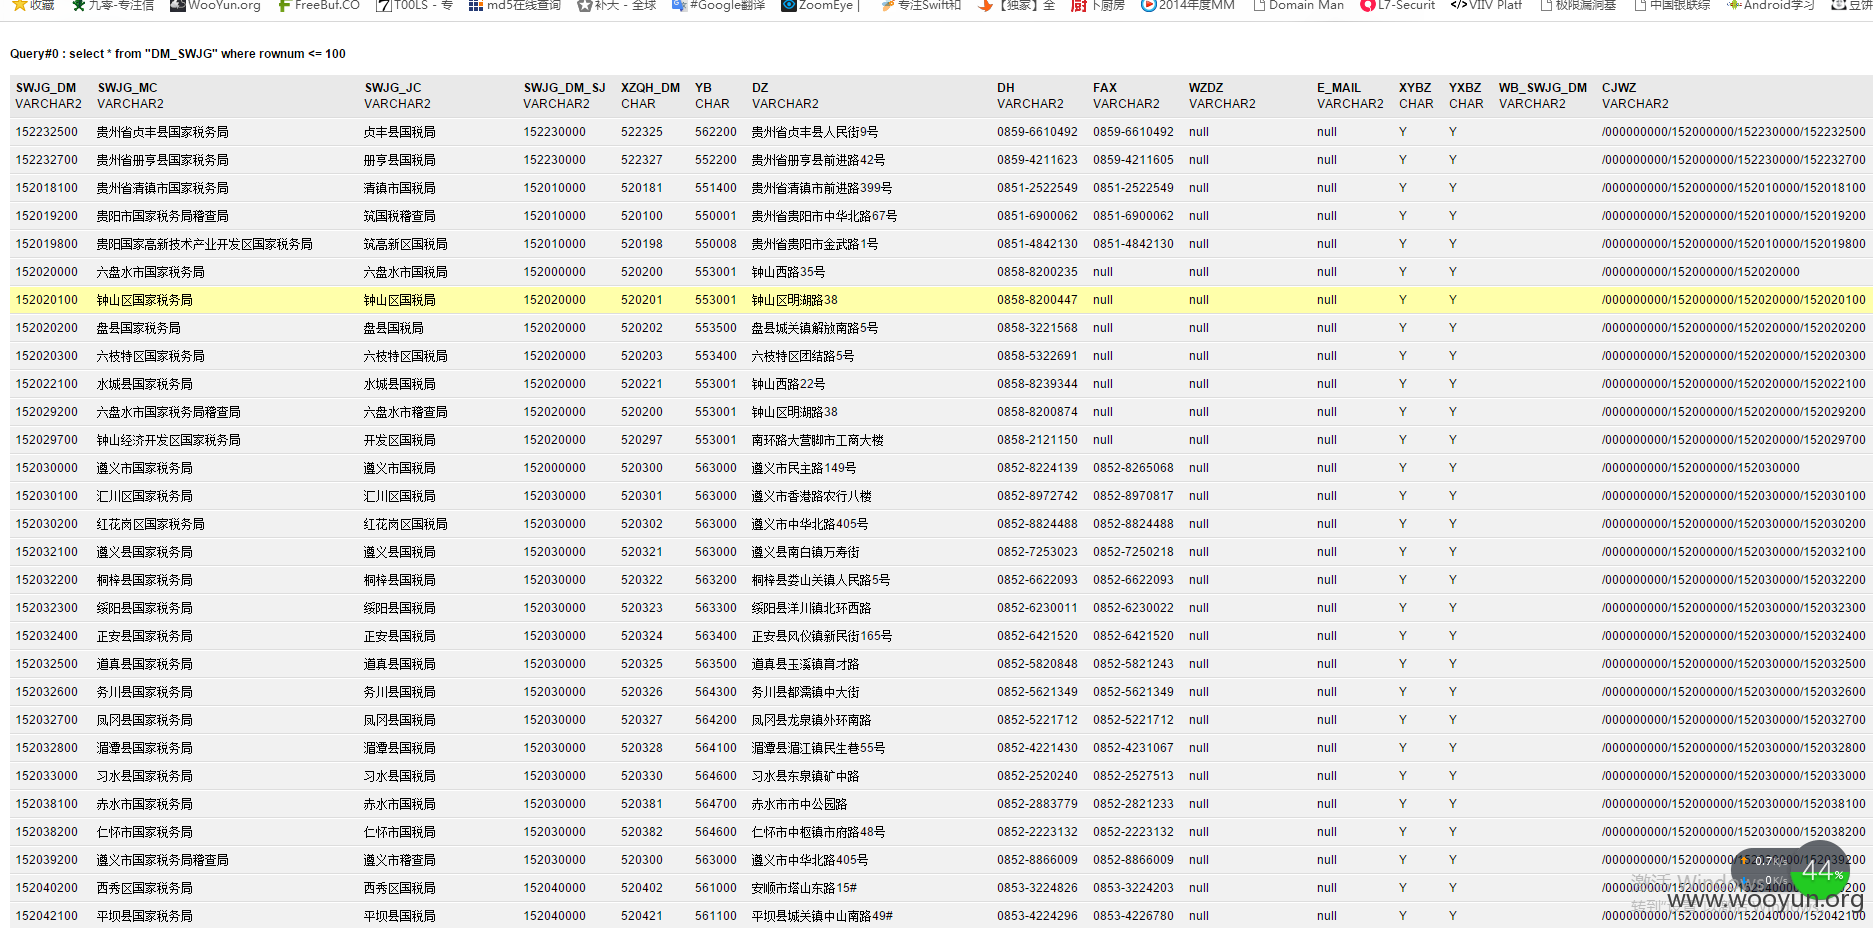 收藏 九零-专注信 WooYun.org FreeBuf.CO T00LS - 专 md5在线查询 补天 - 全球 #Google翻译 ZoomEye | 专注Swift和 【独家】全 下厨房 2014年度MM Domain Man L7-Securit VIIV Platf 极限漏洞基 中国银联综 Android学习 豆饼
Query#0 : select * from "DM_SWJG" where rownum <= 100
SWJG_DM SWJG_MC SWJG_JC SWJG_DM_SJ XZQH_DM YB DZ DH FAX WZDZ E_MAIL XYBZ YXBZ WB_SWJG_DM CJWZ
VARCHAR2 VARCHAR2 VARCHAR2 VARCHAR2 CHAR CHAR VARCHAR2 VARCHAR2 VARCHAR2 VARCHAR2 VARCHAR2 CHAR CHAR VARCHAR2 VARCHAR2
152232500 贵州省贞丰县国家税务局 贞丰县国税局 152230000 522325 562200 贵州省贞丰县人民街9号 0859-6610492 0859-6610492 null null Y Y /000000000/152000000/152230000/152232500
152232700 贵州省册亨县国家税务局 册亨县国税局 152230000 522327 552200 贵州省册亨县前进路42号 0859-4211623 0859-4211605 null null Y Y /000000000/152000000/152230000/152232700
152018100 贵州省清镇市国家税务局 清镇市国税局 152010000 520181 551400 贵州省清镇市前进路399号 0851-2522549 0851-2522549 null null Y Y /000000000/152000000/152010000/152018100
152019200 贵阳市国家税务局稽查局 筑国税稽查局 152010000 520100 550001 贵州省贵阳市中华北路67号 0851-6900062 0851-6900062 null null Y Y /000000000/152000000/152010000/152019200
152019800 贵阳国家高新技术产业开发区国家税务局 筑高新区国税局 152010000 520198 550008 贵州省贵阳市金武路1号 0851-4842130 0851-4842130 null null Y Y /000000000/152000000/152010000/152019800
152020000 六盘水市国家税务局 六盘水市国税局 152000000 520200 553001 钟山西路35号 0858-8200235 null null null Y Y /000000000/152000000/152020000
152020100 钟山区国家税务局 钟山区国税局 152020000 520201 553001 钟山区明湖路38 0858-8200447 null null null Y Y /000000000/152000000/152020000/152020100
152020200 盘县国家税务局 盘县国税局 152020000 520202 553500 盘县城关镇解放南路5号 0858-3221568 null null null Y Y /000000000/152000000/152020000/152020200
152020300 六枝特区国家税务局 六枝特区国税局 152020000 520203 553400 六枝特区团结路5号 0858-5322691 null null null Y Y /000000000/152000000/152020000/152020300
152022100 水城县国家税务局 水城县国税局 152020000 520221 553001 钟山西路22号 0858-8239344 null null null Y Y /000000000/152000000/152020000/152022100
152029200 六盘水市国家税务局稽查局 六盘水市稽查局 152020000 520200 553001 钟山区明湖路38 0858-8200874 null null null Y Y /000000000/152000000/152020000/152029200
152029700 钟山经济开发区国家税务局 开发区国税局 152020000 520297 553001 南环路大营脚市工商大楼 0858-2121150 null null null Y Y /000000000/152000000/152020000/152029700
152030000 遵义市国家税务局 遵义市国税局 152000000 520300 563000 遵义市民主路149号 0852-8224139 0852-8265068 null null Y Y /000000000/152000000/152030000
152030100 汇川区国家税务局 汇川区国税局 152030000 520301 563000 遵义市香港路农行八楼 0852-8972742 0852-8970817 null null Y Y /000000000/152000000/152030000/152030100
152030200 红花岗区国家税务局 红花岗区国税局 152030000 520302 563000 遵义市中华北路405号 0852-8824488 0852-8824488 null null Y Y /000000000/152000000/152030000/152030200
152032100 遵义县国家税务局 遵义县国税局 152030000 520321 563000 遵义县南白镇万寿街 0852-7253023 0852-7250218 null null Y Y /000000000/152000000/152030000/152032100
152032200 桐梓县国家税务局 桐梓县国税局 152030000 520322 563200 桐梓县娄山关镇人民路5号 0852-6622093 0852-6622093 null null Y Y /000000000/152000000/152030000/152032200
152032300 绥阳县国家税务局 绥阳县国税局 152030000 520323 563300 绥阳县洋川镇北环西路 0852-6230011 0852-6230022 null null Y Y /000000000/152000000/152030000/152032300
152032400 正安县国家税务局 正安县国税局 152030000 520324 563400 正安县风仪镇新民街165号 0852-6421520 0852-6421520 null null Y Y /000000000/152000000/152030000/152032400
152032500 道真县国家税务局 道真县国税局 152030000 520325 563500 道真县玉溪镇育才路 0852-5820848 0852-5821243 null null Y Y /000000000/152000000/152030000/152032500
152032600 务川县国家税务局 务川县国税局 152030000 520326 564300 务川县都濡镇中大街 0852-5621349 0852-5621349 null null Y Y /000000000/152000000/152030000/152032600
152032700 凤冈县国家税务局 凤冈县国税局 152030000 520327 564200 凤冈县龙泉镇外环南路 0852-5221712 0852-5221712 null null Y Y /000000000/152000000/152030000/152032700
152032800 湄潭县国家税务局 湄潭县国税局 152030000 520328 564100 湄潭县湄江镇民生巷55号 0852-4221430 0852-4231067 null null Y Y /000000000/152000000/152030000/152032800
152033000 习水县国家税务局 习水县国税局 152030000 520330 564600 习水县东泉镇矿中路 0852-2520240 0852-2527513 null null Y Y /000000000/152000000/152030000/152033000
152038100 赤水市国家税务局 赤水市国税局 152030000 520381 564700 赤水市市中公园路 0852-2883779 0852-2821233 null null Y Y /000000000/152000000/152030000/152038100
152038200 仁怀市国家税务局 仁怀市国税局 152030000 520382 564600 仁怀市中枢镇市府路48号 0852-2223132 0852-2223132 null null Y Y /000000000/152000000/152030000/152038200
152039200 遵义市国家税务局稽查局 遵义市稽查局 152030000 520300 563000 遵义市中华北路405号 0852-8866009 0852-8866009 null null Y Y
152040200 西秀区国家税务局 西秀区国税局 152040000 520402 561000 安顺市塔山东路15# 0853-3224826 0853-3224203 null null Y Y
152042100 平坝县国家税务局 平坝县国税局 152040000 520421 561100 平坝县城关镇中山南路49# 0853-4224296 0853-4226780 null null Y Y /000000000/152000000/152040000/152042100
0.7K/s
0K/s
44%
激活 Windows
www.wooyun.org